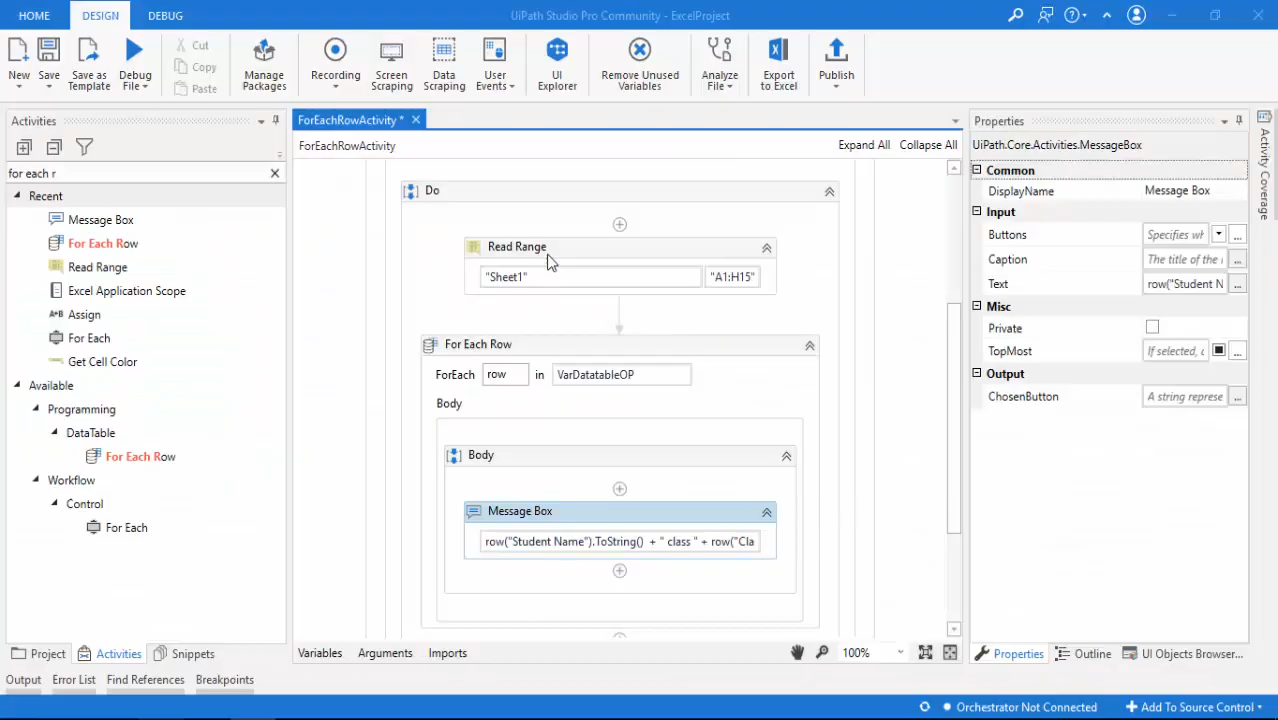 HOME DESIGN DEBUG UiPath Studio Pro Community - ExcelProject
New Save Save as Template Debug File Cut Copy Paste Manage Packages Recording Screen Scraping Data Scraping User Events UI Explorer Remove Unused Variables Analyze File Export to Excel Publish
Activities
for each r
Recent
Message Box
For Each Row
Read Range
Excel Application Scope
A+B Assign
For Each
Get Cell Color
Available
Programming
DataTable
For Each Row
Workflow
Control
For Each
Project Activities Snippets
ForEachRowActivity *
ForEachRowActivity Expand All Collapse All
Do
Read Range
"Sheet1" "A1:H15"
For Each Row
ForEach row in VarDatatableOP
Body
Body
Message Box
row("Student Name").ToString() + " class " + row("Cla
Variables Arguments Imports 100%
Properties
UiPath.Core.Activities.MessageBox
Common
DisplayName Message Box
Input
Buttons Specifies wh ...
Caption The title of the ...
Text row("Student N ...
Misc
Private
TopMost If selected, ...
Output
ChosenButton A string represe ...
Properties Outline UI Objects Browser...
Activity Coverage
Output Error List Find References Breakpoints
Orchestrator Not Connected Add To Source Control